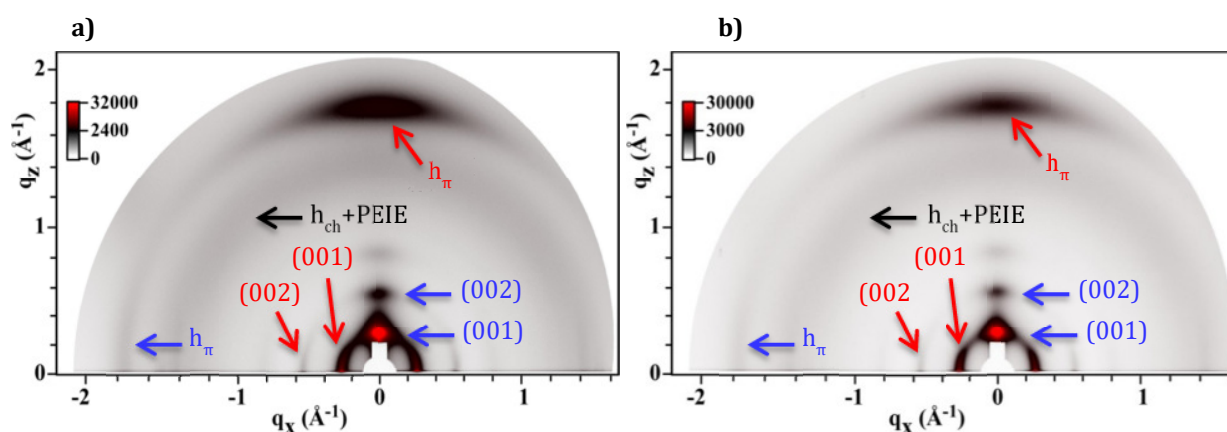 a)
2
32000
2400
0
q_z (Å⁻¹)
h_π
1
h_ch+PEIE
(001)
(002)
(002)
(001)
h_π
0
-2
-1
0
1
q_x (Å⁻¹)
b)
2
30000
3000
0
q_z (Å⁻¹)
h_π
1
h_ch+PEIE
(001
(002
(002)
(001)
h_π
0
-2
-1
0
1
q_x (Å⁻¹)